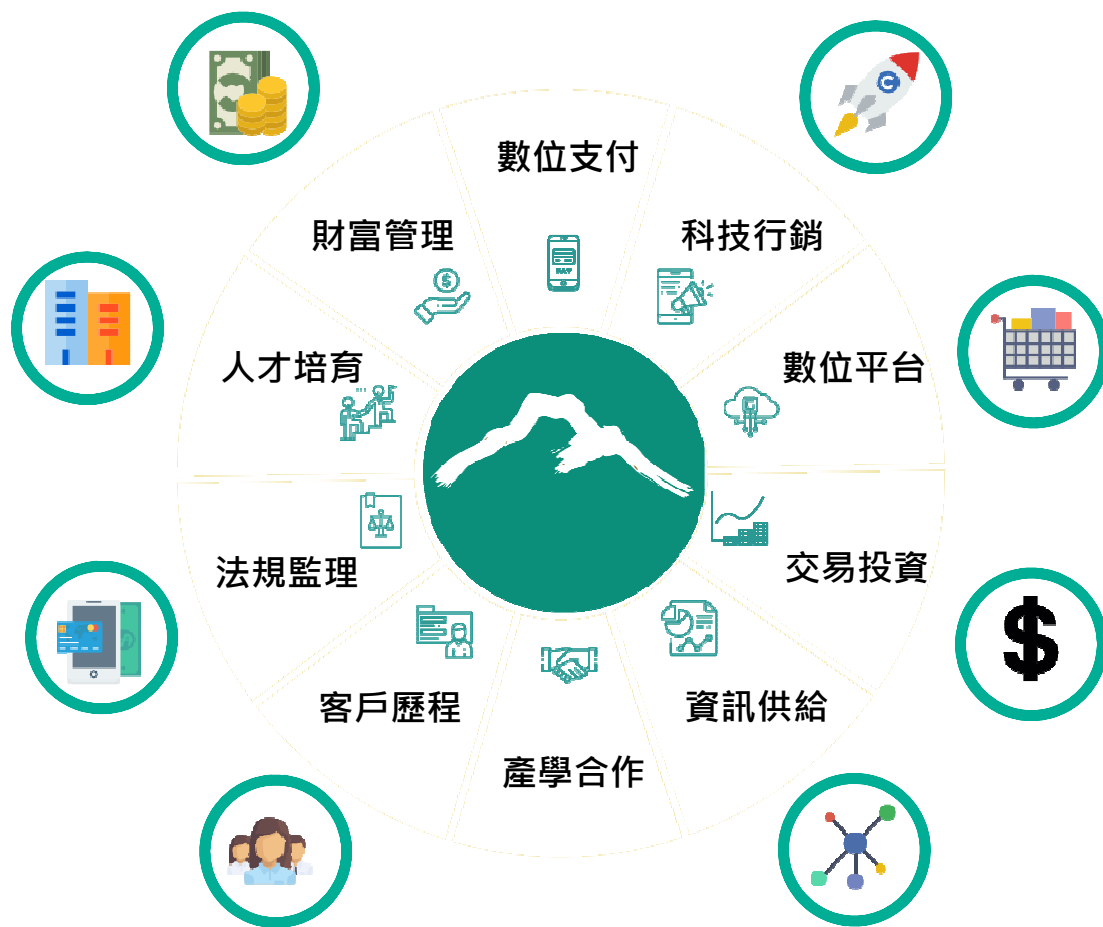 數位支付
財富管理
科技行銷
人才培育
數位平台
法規監理
交易投資
客戶歷程
資訊供給
產學合作
PAY
$
C
$